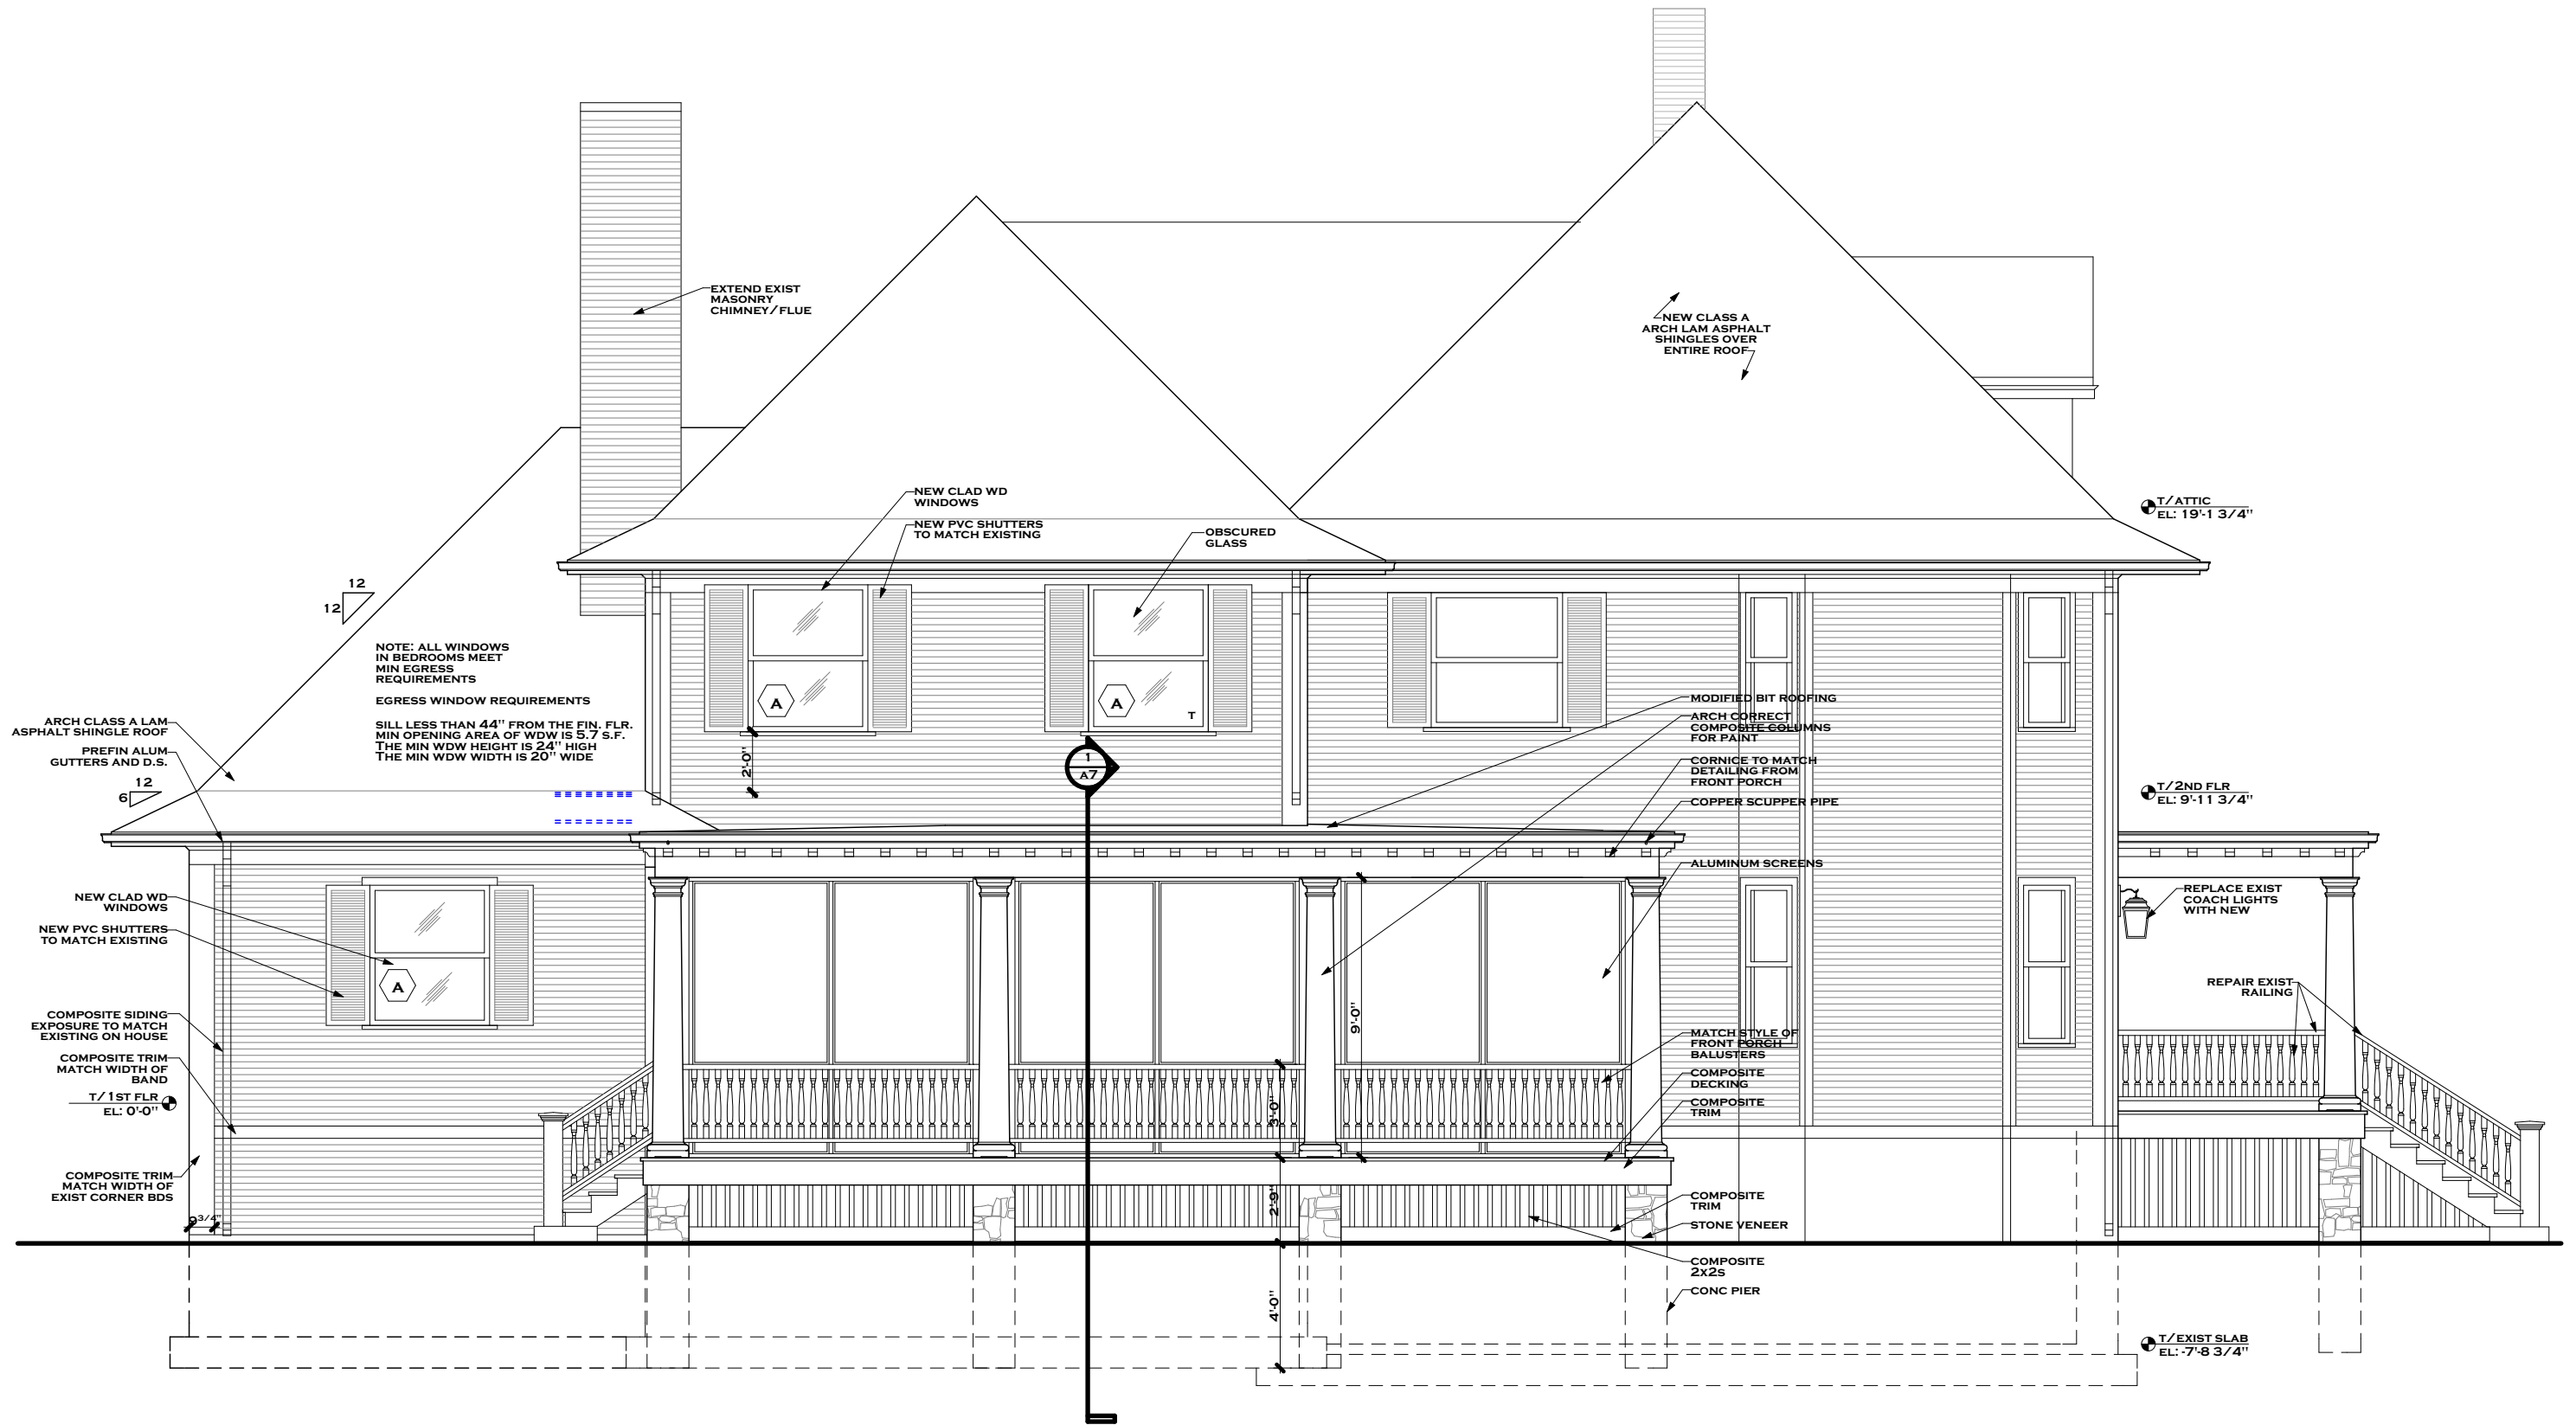 EXTEND EXIST
MASONRY
CHIMNEY/FLUE
NEW CLASS A
ARCH LAM ASPHALT
SHINGLES OVER
ENTIRE ROOF
NEW CLAD WD
WINDOWS
NEW PVC SHUTTERS
TO MATCH EXISTING
OBSCURED
GLASS
T/ATTIC
EL: 19'-1 3/4"
12
12
NOTE: ALL WINDOWS
IN BEDROOMS MEET
MIN EGRESS
REQUIREMENTS
EGRESS WINDOW REQUIREMENTS
SILL LESS THAN 44" FROM THE FIN. FLR.
MIN OPENING AREA OF WDW IS 5.7 S.F.
THE MIN WDW HEIGHT IS 24" HIGH
THE MIN WDW WIDTH IS 20" WIDE
A
A
T
2'-0"
1
A7
ARCH CLASS A LAM
ASPHALT SHINGLE ROOF
PREFIN ALUM
GUTTERS AND D.S.
12
6
MODIFIED BIT ROOFING
ARCH CORRECT
COMPOSITE COLUMNS
FOR PAINT
CORNICE TO MATCH
DETAILING FROM
FRONT PORCH
COPPER SCUPPER PIPE
ALUMINUM SCREENS
T/2ND FLR
EL: 9'-11 3/4"
NEW CLAD WD
WINDOWS
NEW PVC SHUTTERS
TO MATCH EXISTING
A
REPLACE EXIST
COACH LIGHTS
WITH NEW
REPAIR EXIST
RAILING
COMPOSITE SIDING
EXPOSURE TO MATCH
EXISTING ON HOUSE
COMPOSITE TRIM
MATCH WIDTH OF
BAND
T/1ST FLR
EL: 0'-0"
COMPOSITE TRIM
MATCH WIDTH OF
EXIST CORNER BDS
9 3/4"
9'-0"
3'-0"
2'-9"
4'-0"
MATCH STYLE OF
FRONT PORCH
BALUSTERS
COMPOSITE
DECKING
COMPOSITE
TRIM
COMPOSITE
TRIM
STONE VENEER
COMPOSITE
2X2S
CONC PIER
T/EXIST SLAB
EL: -7'-8 3/4"